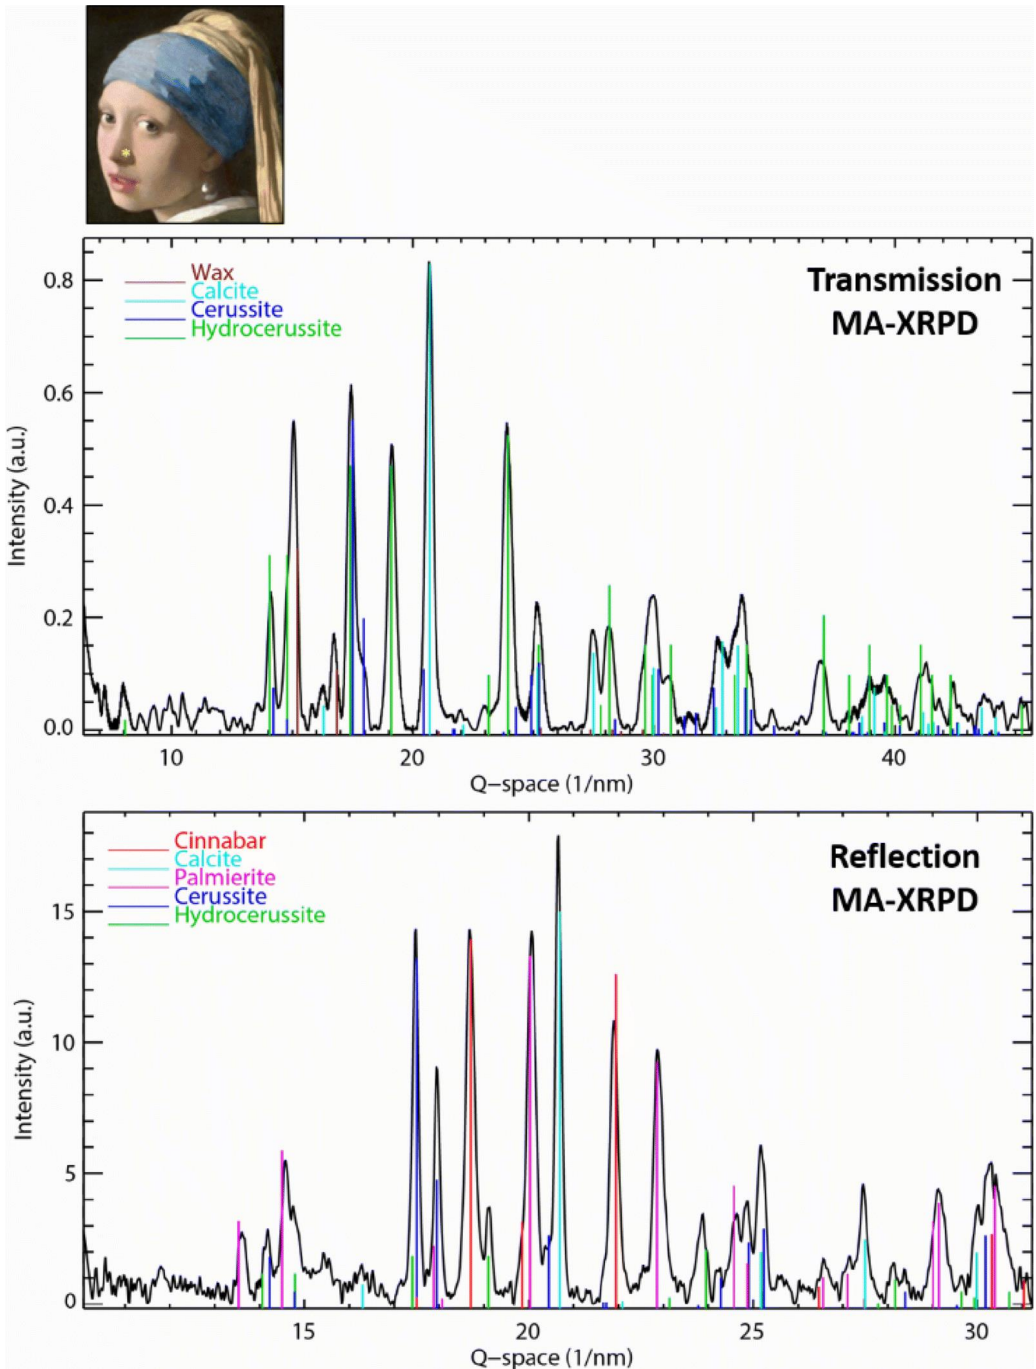 Transmission
MA-XRPD
Wax
Calcite
Cerussite
Hydrocerussite
0.8
0.6
0.4
0.2
0.0
Intensity (a.u.)
10 20 30 40
Q−space (1/nm)
Reflection
MA-XRPD
Cinnabar
Calcite
Palmierite
Cerussite
Hydrocerussite
15
10
5
0
Intensity (a.u.)
15 20 25 30
Q−space (1/nm)